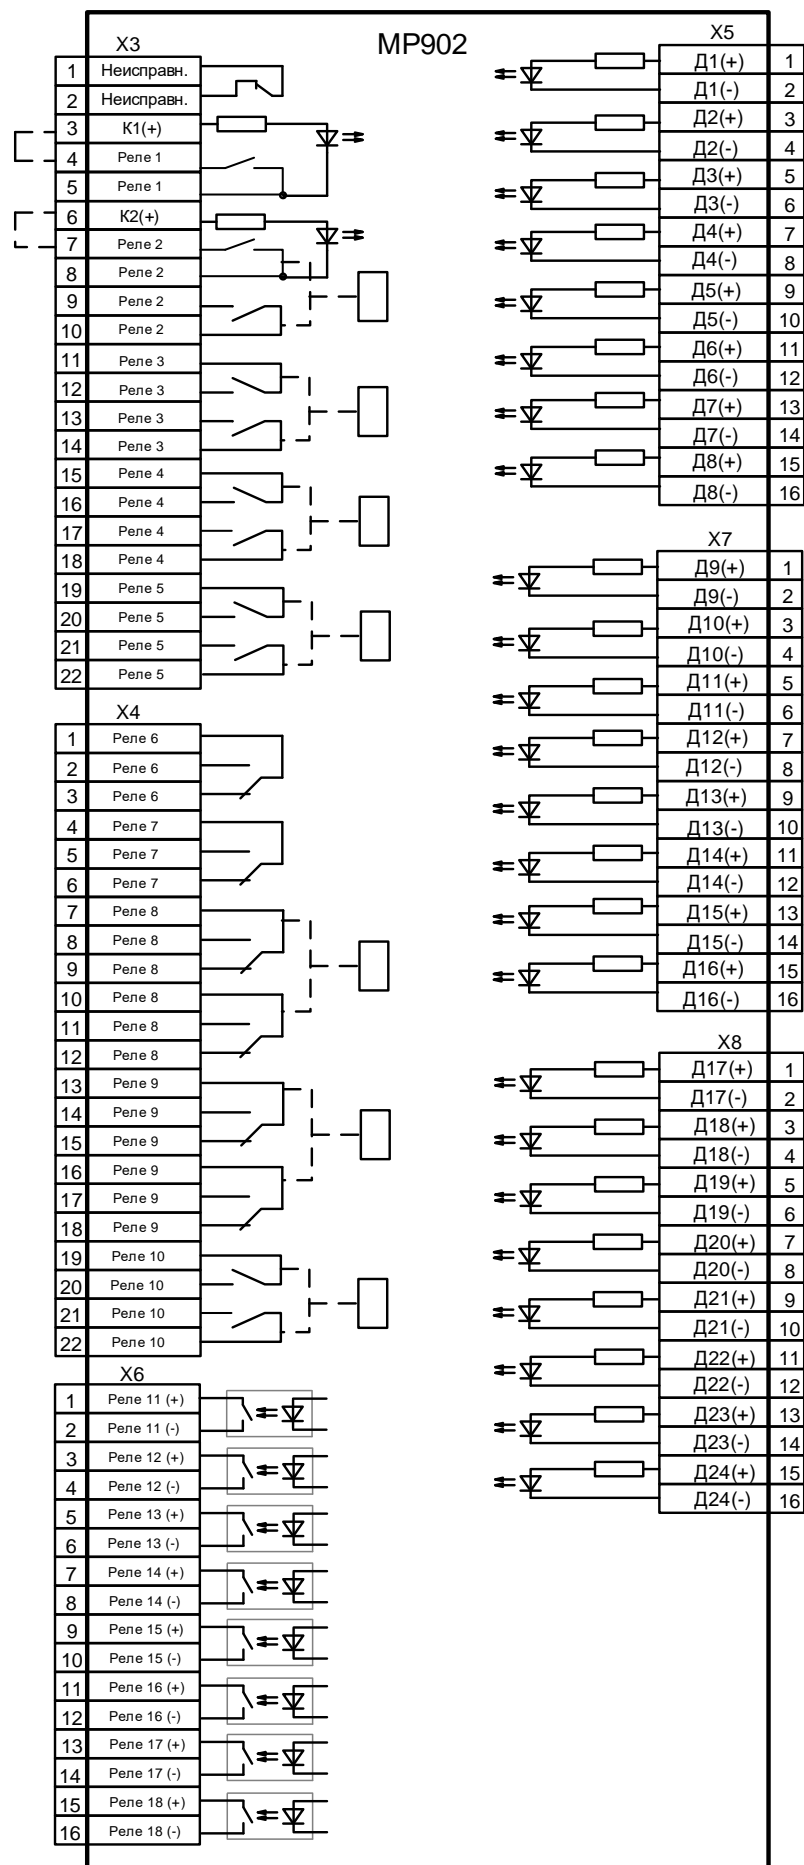 МР902
X3
1 Неисправн.
2 Неисправн.
3 К1(+)
4 Реле 1
5 Реле 1
6 К2(+)
7 Реле 2
8 Реле 2
9 Реле 2
10 Реле 2
11 Реле 3
12 Реле 3
13 Реле 3
14 Реле 3
15 Реле 4
16 Реле 4
17 Реле 4
18 Реле 4
19 Реле 5
20 Реле 5
21 Реле 5
22 Реле 5
X4
1 Реле 6
2 Реле 6
3 Реле 6
4 Реле 7
5 Реле 7
6 Реле 7
7 Реле 8
8 Реле 8
9 Реле 8
10 Реле 8
11 Реле 8
12 Реле 8
13 Реле 9
14 Реле 9
15 Реле 9
16 Реле 9
17 Реле 9
18 Реле 9
19 Реле 10
20 Реле 10
21 Реле 10
22 Реле 10
X6
1 Реле 11 (+)
2 Реле 11 (-)
3 Реле 12 (+)
4 Реле 12 (-)
5 Реле 13 (+)
6 Реле 13 (-)
7 Реле 14 (+)
8 Реле 14 (-)
9 Реле 15 (+)
10 Реле 15 (-)
11 Реле 16 (+)
12 Реле 16 (-)
13 Реле 17 (+)
14 Реле 17 (-)
15 Реле 18 (+)
16 Реле 18 (-)
X5
Д1(+) 1
Д1(-) 2
Д2(+) 3
Д2(-) 4
Д3(+) 5
Д3(-) 6
Д4(+) 7
Д4(-) 8
Д5(+) 9
Д5(-) 10
Д6(+) 11
Д6(-) 12
Д7(+) 13
Д7(-) 14
Д8(+) 15
Д8(-) 16
X7
Д9(+) 1
Д9(-) 2
Д10(+) 3
Д10(-) 4
Д11(+) 5
Д11(-) 6
Д12(+) 7
Д12(-) 8
Д13(+) 9
Д13(-) 10
Д14(+) 11
Д14(-) 12
Д15(+) 13
Д15(-) 14
Д16(+) 15
Д16(-) 16
X8
Д17(+) 1
Д17(-) 2
Д18(+) 3
Д18(-) 4
Д19(+) 5
Д19(-) 6
Д20(+) 7
Д20(-) 8
Д21(+) 9
Д21(-) 10
Д22(+) 11
Д22(-) 12
Д23(+) 13
Д23(-) 14
Д24(+) 15
Д24(-) 16